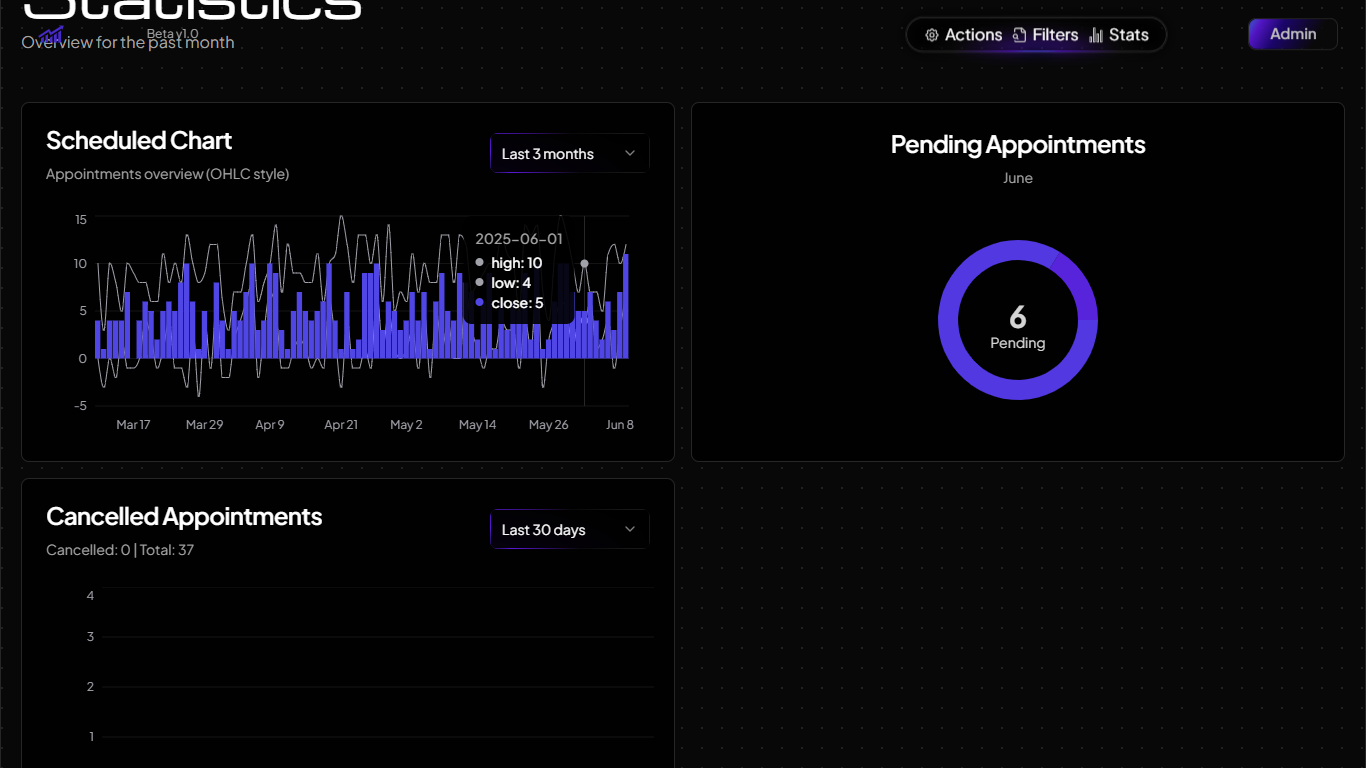 Statistics
Beta v1.0
Overview for the past month
Actions Filters Stats
Admin
Scheduled Chart
Appointments overview (OHLC style)
Last 3 months
15
10
5
0
-5
2025-06-01
high: 10
low: 4
close: 5
Mar 17 Mar 29 Apr 9 Apr 21 May 2 May 14 May 26 Jun 8
Pending Appointments
June
6
Pending
Cancelled Appointments
Cancelled: 0 | Total: 37
Last 30 days
4
3
2
1